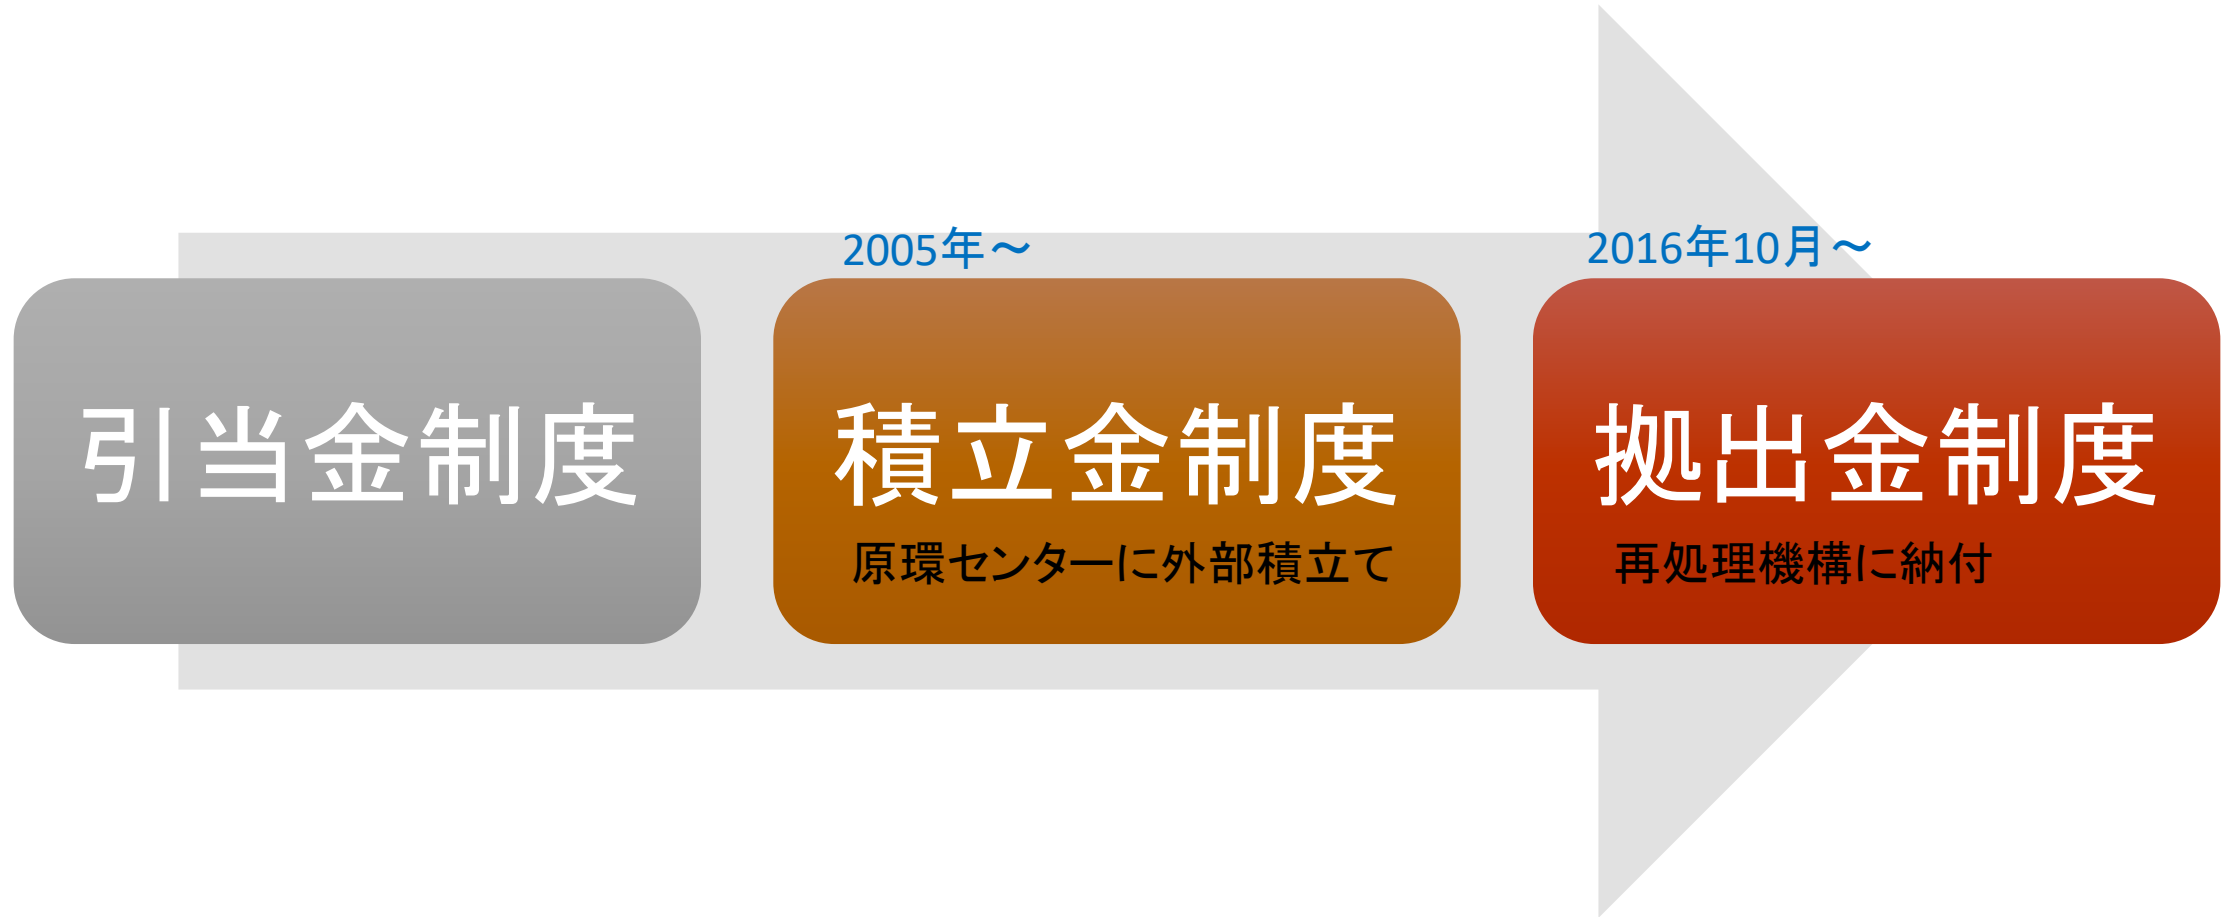 引当金制度
2005年～
積立金制度
原環センターに外部積立て
2016年10月～
拠出金制度
再処理機構に納付